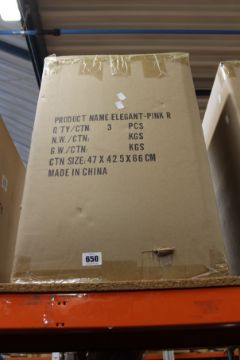 PRODUCT NAME ELEGANT-PINK R
Q'TY/CTN: 3 PCS
N.W./CTN: KGS
G.W./CTN: KGS
CTN SIZE: 47 X 42.5 X 66 CM
MADE IN CHINA
650